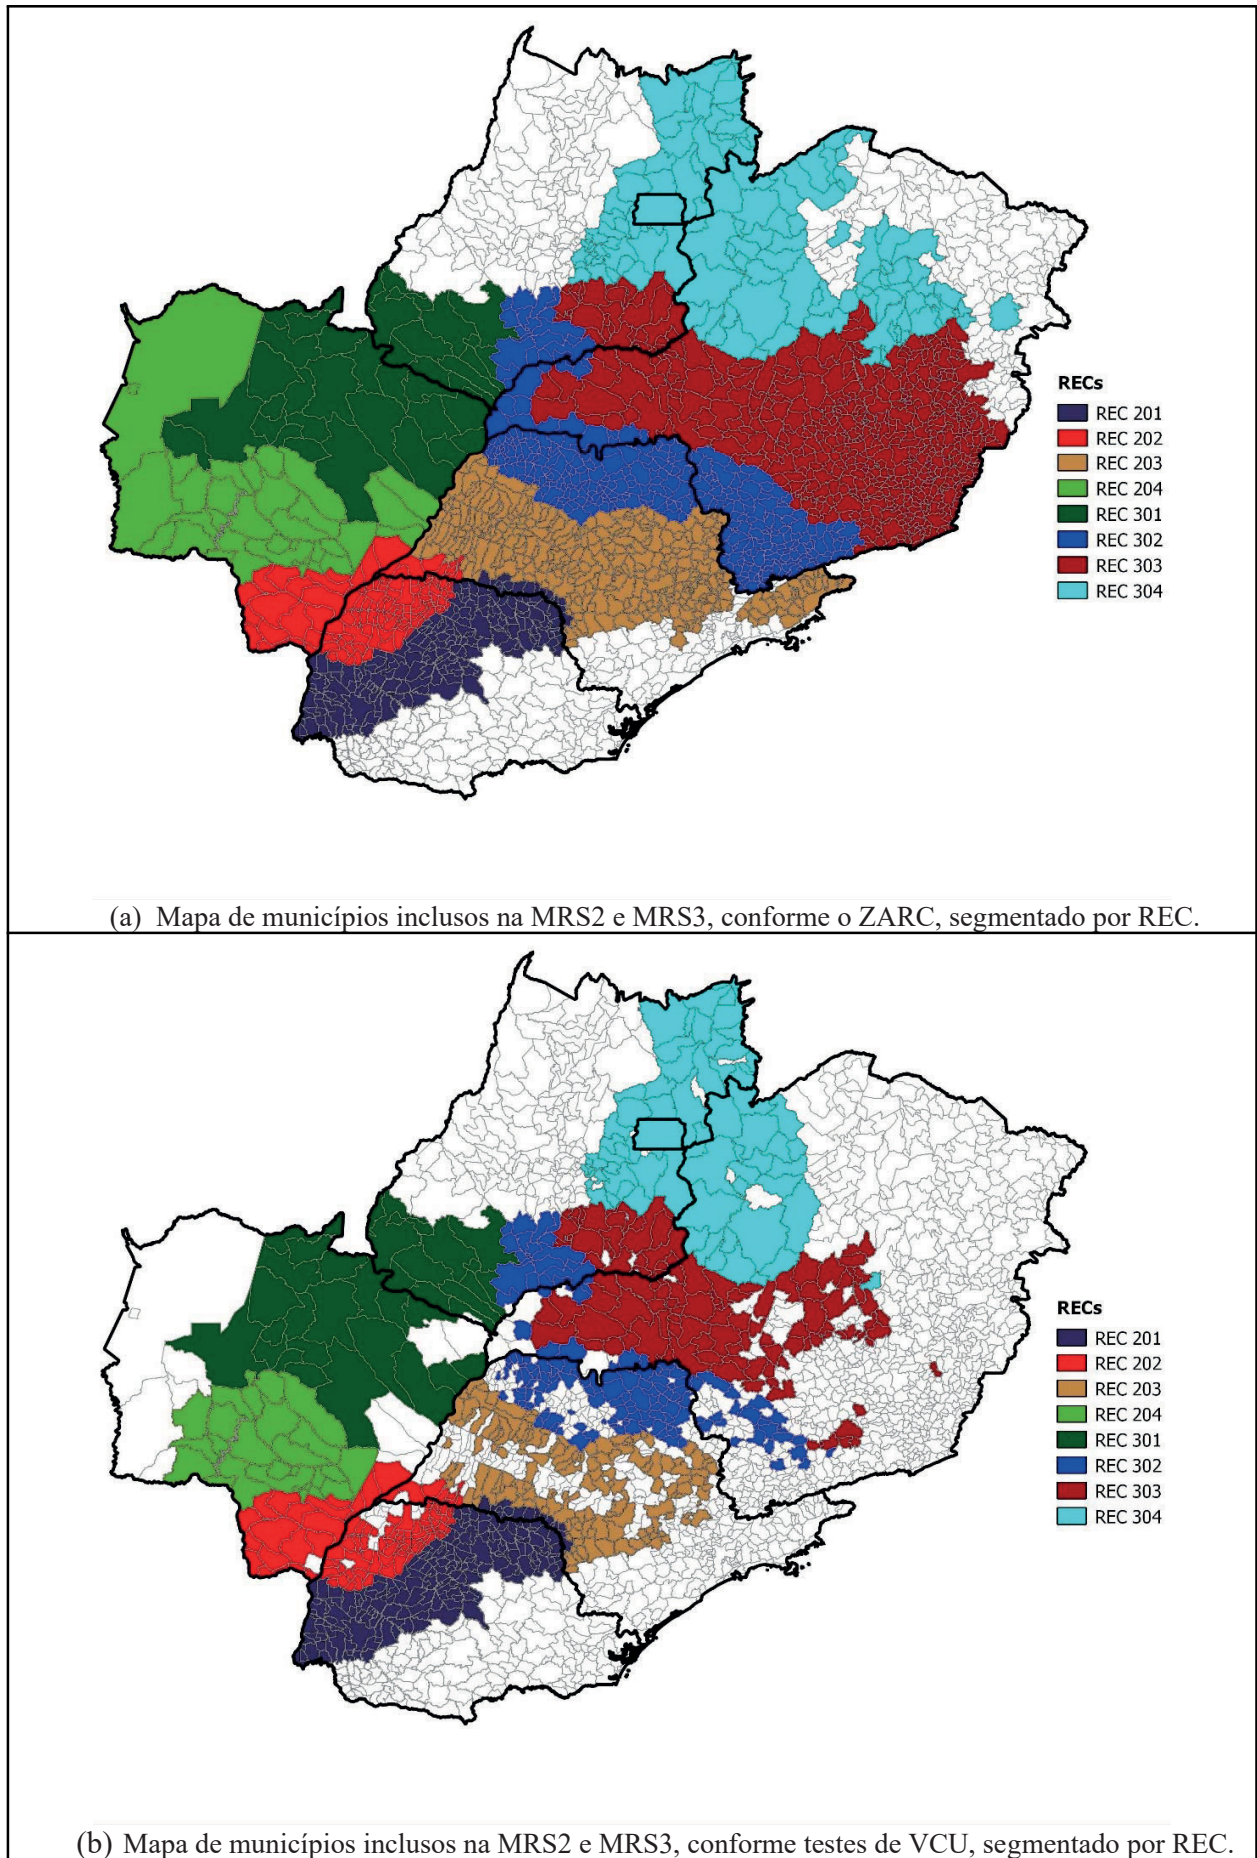 RECs
REC 201
REC 202
REC 203
REC 204
REC 301
REC 302
REC 303
REC 304
(a) Mapa de municípios inclusos na MRS2 e MRS3, conforme o ZARC, segmentado por REC.
RECs
REC 201
REC 202
REC 203
REC 204
REC 301
REC 302
REC 303
REC 304
(b) Mapa de municípios inclusos na MRS2 e MRS3, conforme testes de VCU, segmentado por REC.